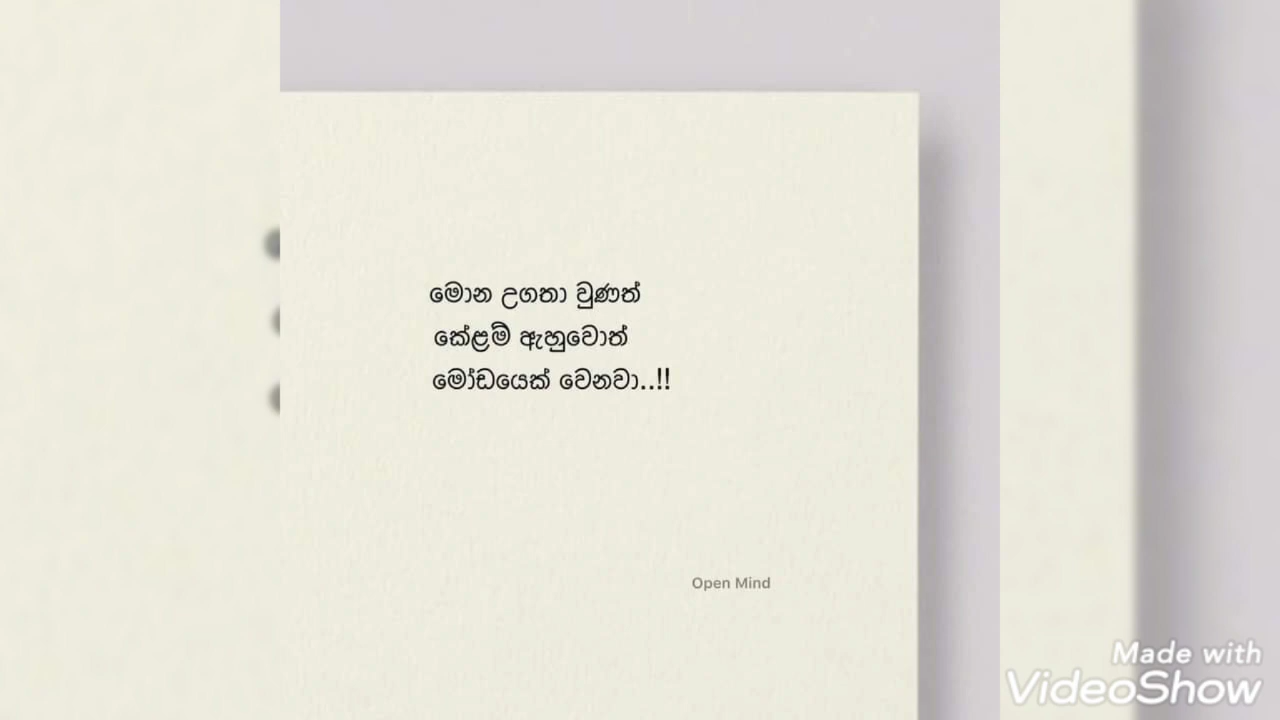 මොන උගතා වුණත්
කේළම් ඇහුවොත්
මෝඩයෙක් වෙනවා..!!
Open Mind
Made with
VideoShow